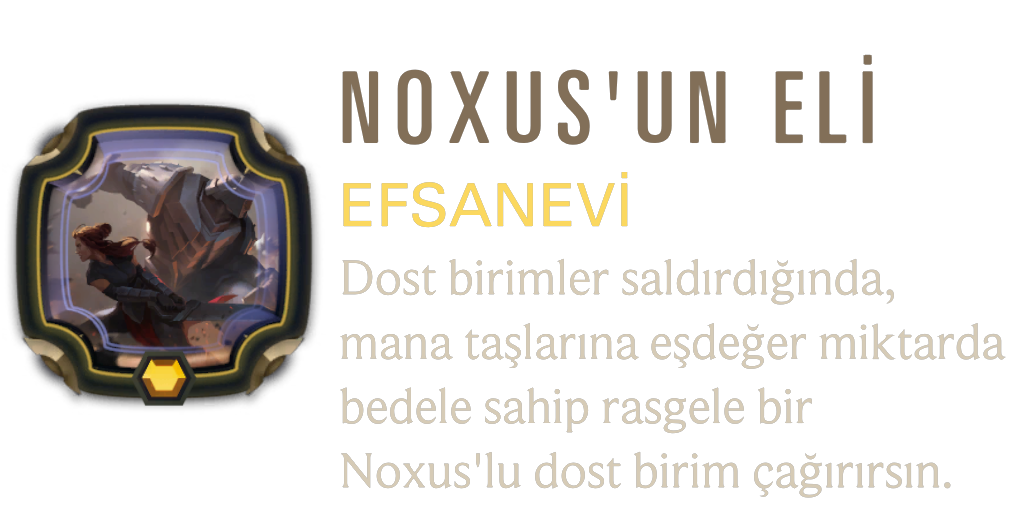 NOXUS'UN ELİ
EFSANEVİ
Dost birimler saldırdığında,
mana taşlarına eşdeğer miktarda
bedele sahip rasgele bir
Noxus'lu dost birim çağırırsın.